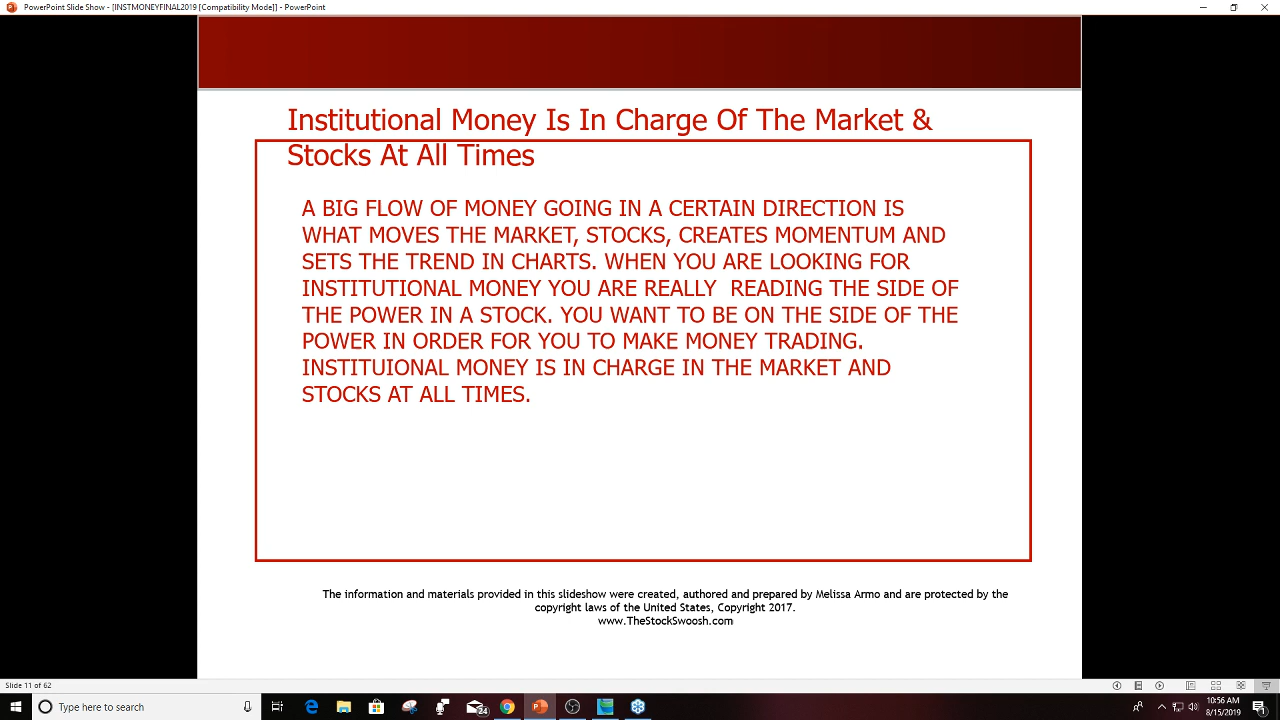 PowerPoint Slide Show - [INSTMONEYFINAL2019 [Compatibility Mode]] - PowerPoint
Institutional Money Is In Charge Of The Market &
Stocks At All Times
A BIG FLOW OF MONEY GOING IN A CERTAIN DIRECTION IS
WHAT MOVES THE MARKET, STOCKS, CREATES MOMENTUM AND
SETS THE TREND IN CHARTS. WHEN YOU ARE LOOKING FOR
INSTITUTIONAL MONEY YOU ARE REALLY  READING THE SIDE OF
THE POWER IN A STOCK. YOU WANT TO BE ON THE SIDE OF THE
POWER IN ORDER FOR YOU TO MAKE MONEY TRADING.
INSTITUIONAL MONEY IS IN CHARGE IN THE MARKET AND
STOCKS AT ALL TIMES.
The information and materials provided in this slideshow were created, authored and prepared by Melissa Armo and are protected by the
copyright laws of the United States, Copyright 2017.
www.TheStockSwoosh.com
Slide 11 of 62
Type here to search
24
10:56 AM
8/15/2019
1